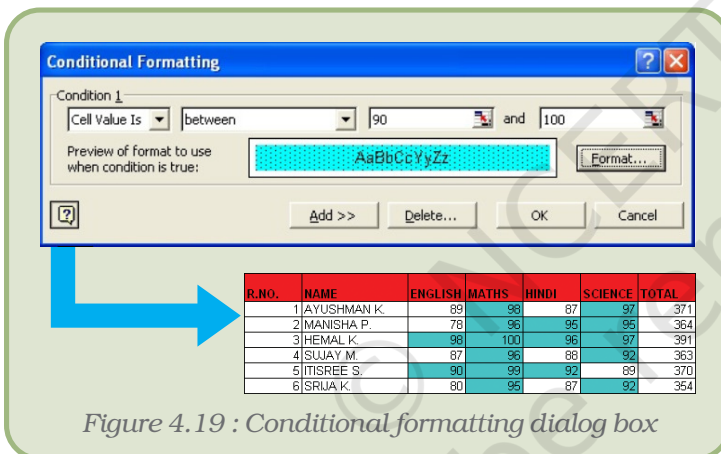 Conditional Formatting
Condition 1
Cell Value Is between 90 and 100
Preview of format to use when condition is true: AaBbCcYyZz Format...
Add >> Delete... OK Cancel
R.NO. NAME ENGLISH MATHS HINDI SCIENCE TOTAL
1 AYUSHMAN K. 89 98 87 97 371
2 MANISHA P. 78 96 95 95 364
3 HEMAL K. 98 100 96 97 391
4 SUJAY M. 87 96 88 92 363
5 ITISREE S. 90 99 92 89 370
6 SRIJA K. 80 95 87 92 354
Figure 4.19 : Conditional formatting dialog box
© NCERT
be re